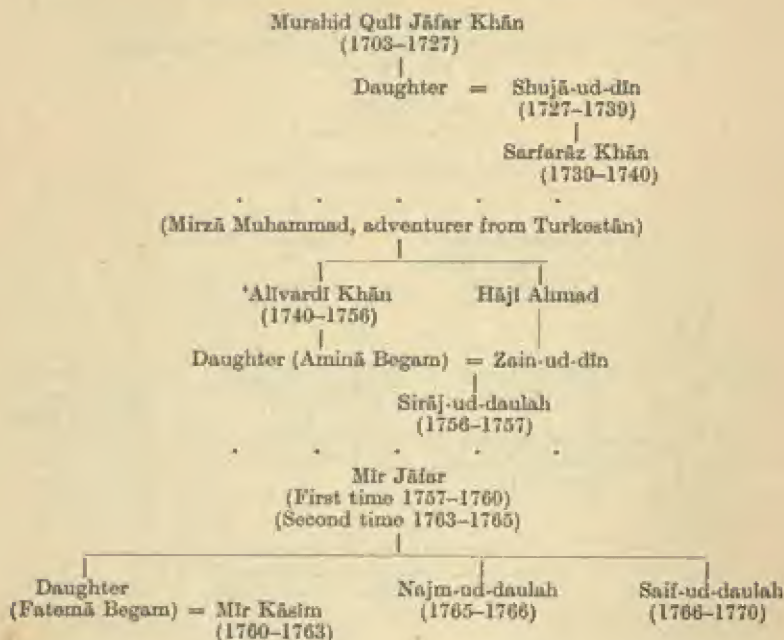 Murshid Qulī Jāfar Khān
(1703–1727)
Daughter = Shujā-ud-dīn
(1727–1739)
Sarfarāz Khān
(1739–1740)
(Mirzā Muhammad, adventurer from Turkestān)
'Alīvardī Khān Hājī Ahmad
(1740–1756)
Daughter (Aminā Begam) = Zain-ud-dīn
Sirāj-ud-daulah
(1756–1757)
Mīr Jāfar
(First time 1757–1760)
(Second time 1763–1765)
Daughter Najm-ud-daulah Saif-ud-daulah
(Fatemā Begam) = Mīr Kāsim (1765–1766) (1766–1770)
(1760–1763)